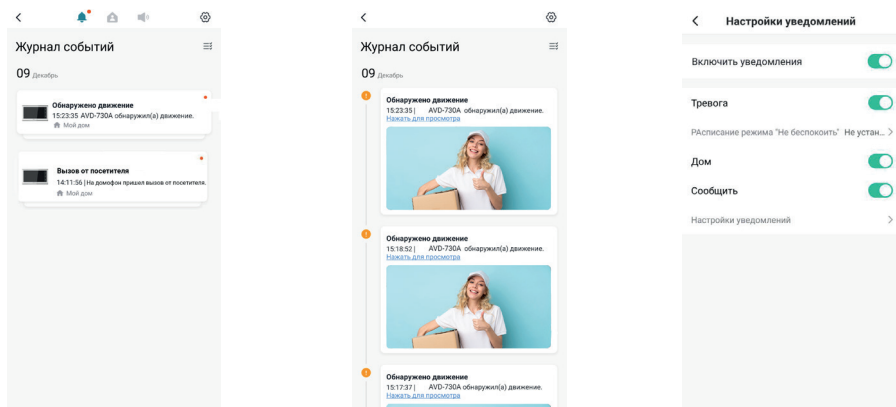 Журнал событий
09 Декабрь
Обнаружено движение
15:23:35 AVD-730A обнаружил(а) движение.
Мой дом
Вызов от посетителя
14:11:56 |На домофон пришел вызов от посетителя.
Мой дом
Журнал событий
09 Декабрь
Обнаружено движение
15:23:35 | AVD-730A обнаружил(а) движение.
Нажать для просмотра
Обнаружено движение
15:18:52 | AVD-730A обнаружил(а) движение.
Нажать для просмотра
Обнаружено движение
15:17:37 | AVD-730A обнаружил(а) движение.
Нажать для просмотра
Настройки уведомлений
Включить уведомления
Тревога
РАсписание режима "Не беспокоить" Не устан...
Дом
Сообщить
Настройки уведомлений